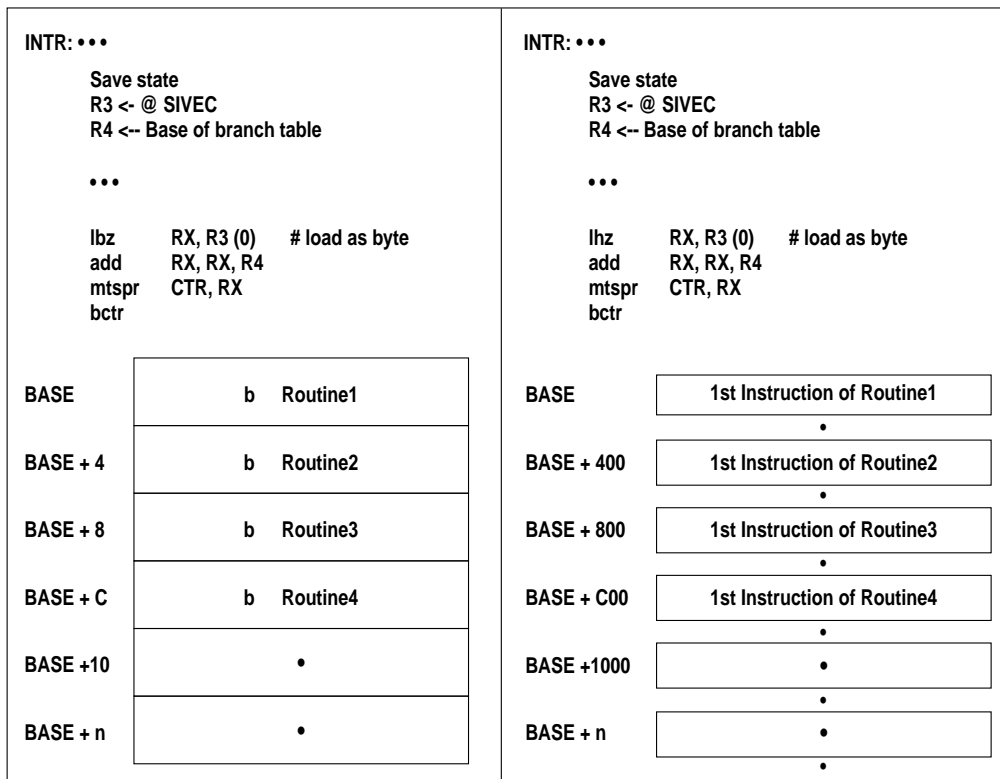 INTR: • • •
Save state
R3 <- @ SIVEC
R4 <-- Base of branch table
• • •
lbz RX, R3 (0) # load as byte
add RX, RX, R4
mtspr CTR, RX
bctr
BASE b Routine1
BASE + 4 b Routine2
BASE + 8 b Routine3
BASE + C b Routine4
BASE +10 •
BASE + n •
INTR: • • •
Save state
R3 <- @ SIVEC
R4 <-- Base of branch table
• • •
lhz RX, R3 (0) # load as byte
add RX, RX, R4
mtspr CTR, RX
bctr
BASE 1st Instruction of Routine1
•
BASE + 400 1st Instruction of Routine2
•
BASE + 800 1st Instruction of Routine3
•
BASE + C00 1st Instruction of Routine4
•
BASE +1000 •
•
BASE + n •
•